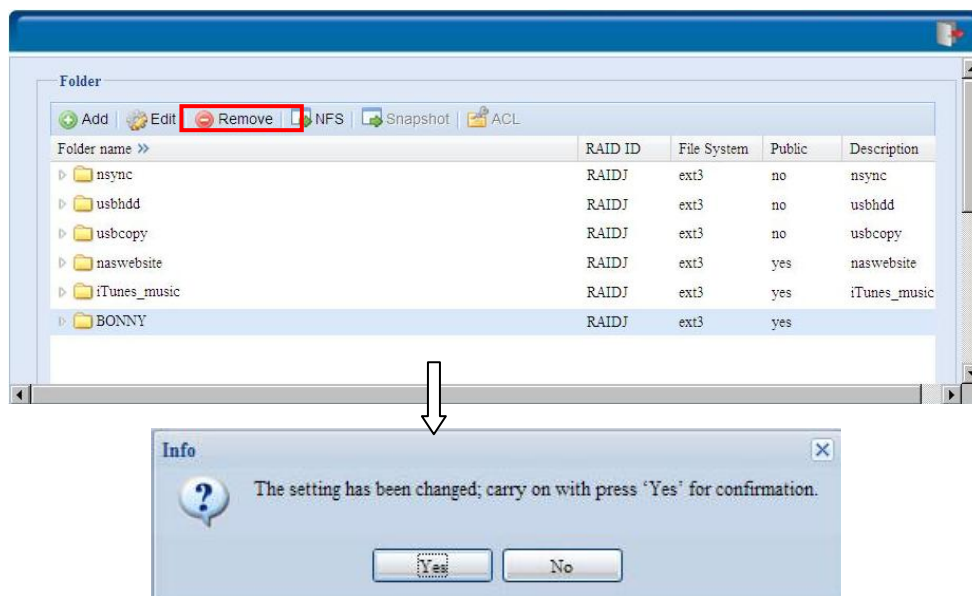 Folder
Add Edit Remove NFS Snapshot ACL
Folder name » RAID ID File System Public Description
nsync RAIDJ ext3 no nsync
usbhdd RAIDJ ext3 no usbhdd
usbcopy RAIDJ ext3 no usbcopy
naswebsite RAIDJ ext3 yes naswebsite
iTunes_music RAIDJ ext3 yes iTunes_music
BONNY RAIDJ ext3 yes
Info
The setting has been changed; carry on with press ‘Yes’ for confirmation.
Yes No